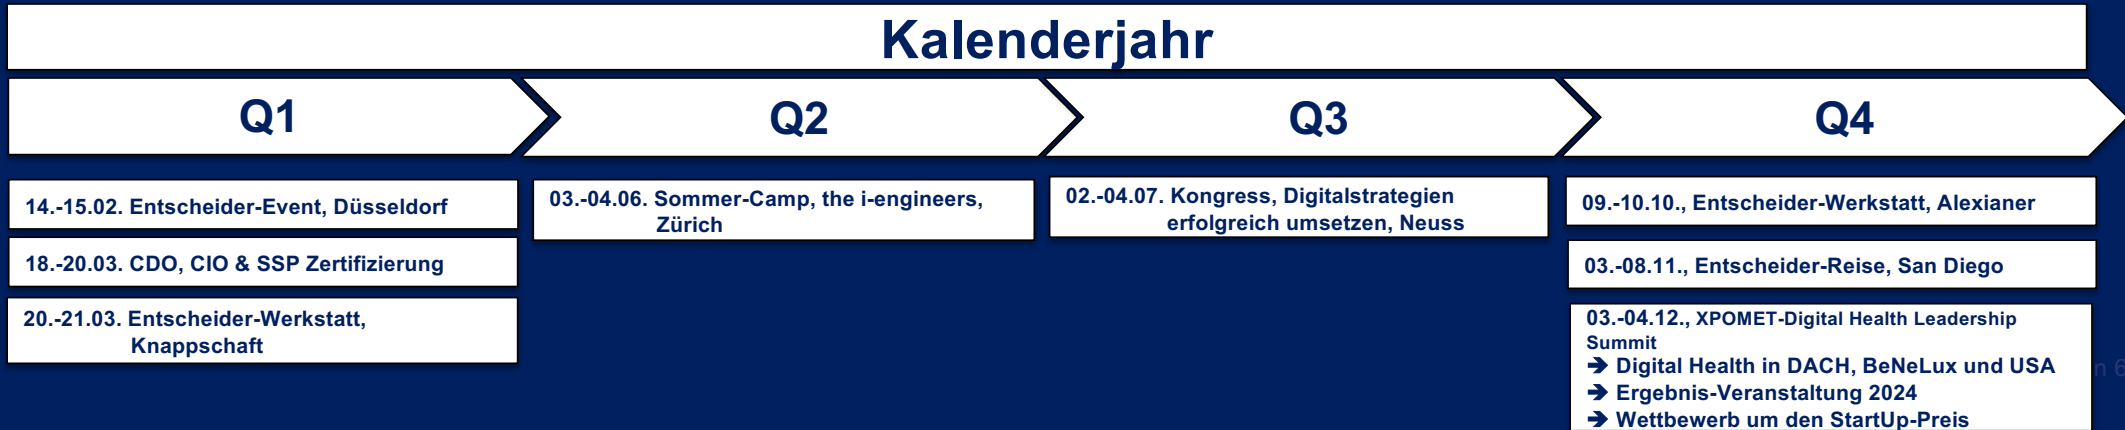 Kalenderjahr
Q1
Q2
Q3
Q4
14.-15.02. Entscheider-Event, Düsseldorf
18.-20.03. CDO, CIO & SSP Zertifizierung
20.-21.03. Entscheider-Werkstatt,
Knappschaft
03.-04.06. Sommer-Camp, the i-engineers,
Zürich
02.-04.07. Kongress, Digitalstrategien
erfolgreich umsetzen, Neuss
09.-10.10., Entscheider-Werkstatt, Alexianer
03.-08.11., Entscheider-Reise, San Diego
03.-04.12., XPOMET-Digital Health Leadership
Summit
➔ Digital Health in DACH, BeNeLux und USA
➔ Ergebnis-Veranstaltung 2024
➔ Wettbewerb um den StartUp-Preis